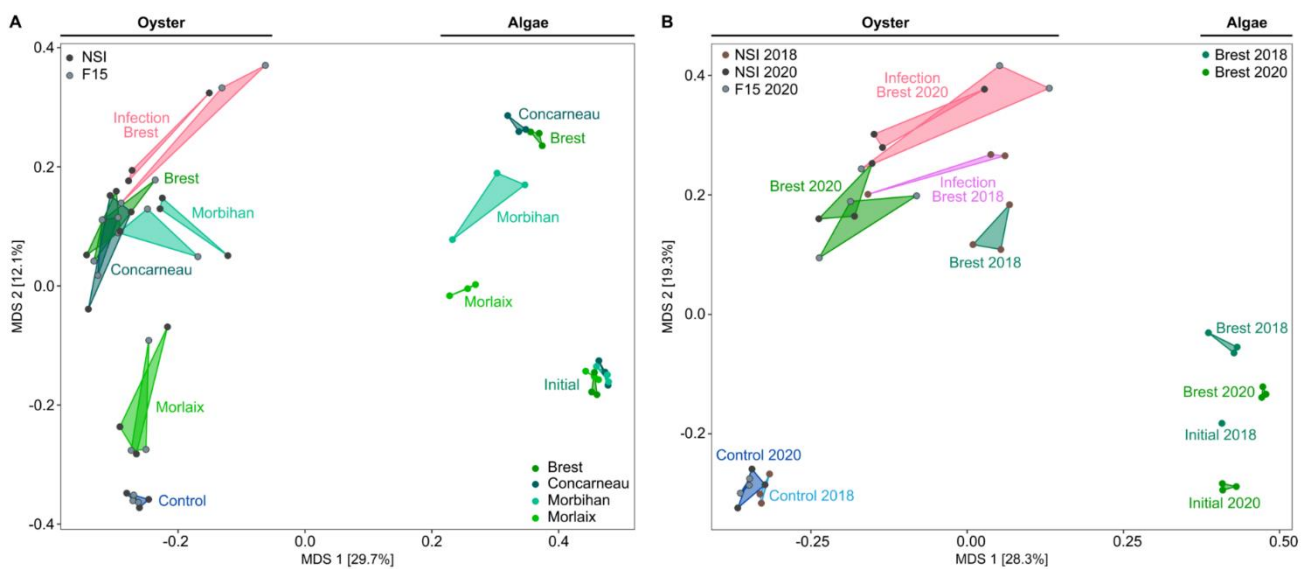 A
Oyster
Algae
NSI
F15
Infection
Brest
Brest
Morbihan
Concarneau
Morlaix
Control
Concarneau
Brest
Morbihan
Morlaix
Initial
Brest
Concarneau
Morbihan
Morlaix
0.4
0.2
0.0
-0.2
-0.4
MDS 2 [12.1%]
-0.2
0.0
0.2
0.4
MDS 1 [29.7%]
B
Oyster
Algae
NSI 2018
NSI 2020
F15 2020
Brest 2018
Brest 2020
Infection
Brest 2020
Brest 2020
Infection
Brest 2018
Brest 2018
Brest 2018
Brest 2020
Initial 2018
Initial 2020
Control 2020
Control 2018
0.4
0.2
0.0
-0.2
-0.4
MDS 2 [19.3%]
-0.25
0.00
0.25
0.50
MDS 1 [28.3%]